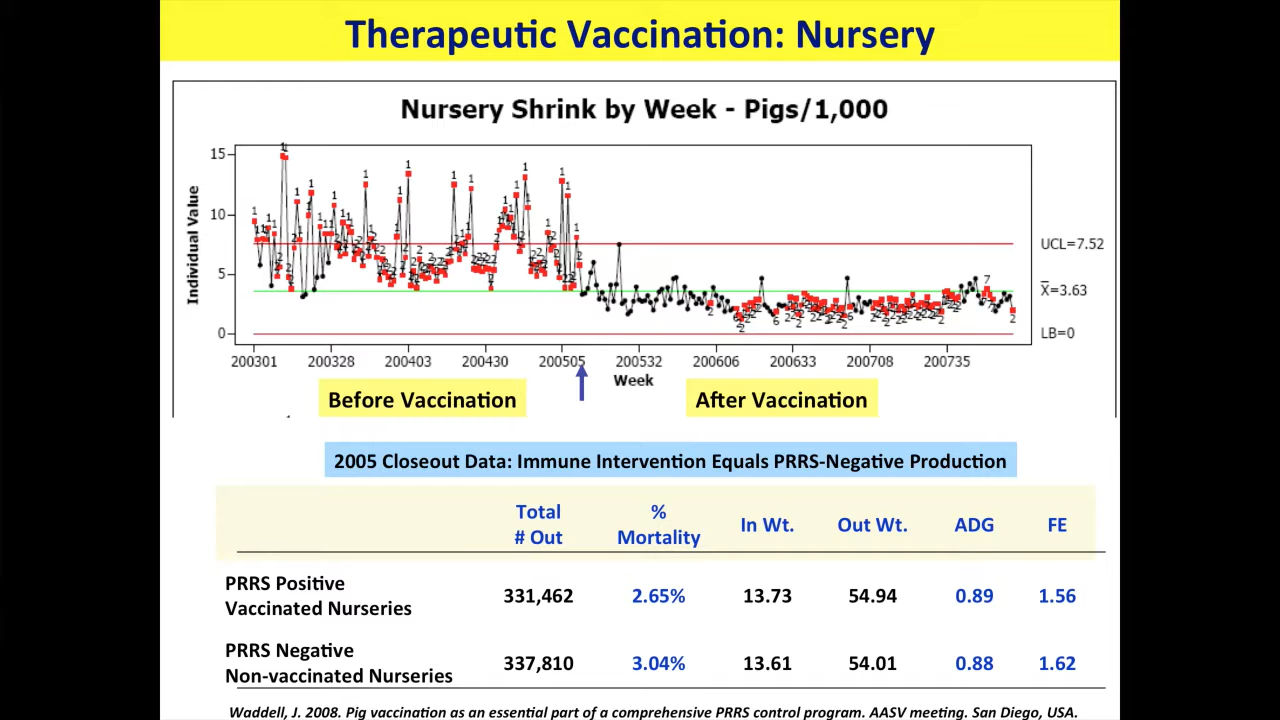 Therapeutic Vaccination: Nursery
Nursery Shrink by Week - Pigs/1,000
Individual Value
15
10
5
0
UCL=7.52
X̅=3.63
LB=0
200301 200328 200403 200430 200505 200532 200606 200633 200708 200735
Week
Before Vaccination
After Vaccination
2005 Closeout Data: Immune Intervention Equals PRRS-Negative Production
Total # Out
% Mortality
In Wt.
Out Wt.
ADG
FE
PRRS Positive
Vaccinated Nurseries
331,462 2.65% 13.73 54.94 0.89 1.56
PRRS Negative
Non-vaccinated Nurseries
337,810 3.04% 13.61 54.01 0.88 1.62
Waddell, J. 2008. Pig vaccination as an essential part of a comprehensive PRRS control program. AASV meeting. San Diego, USA.